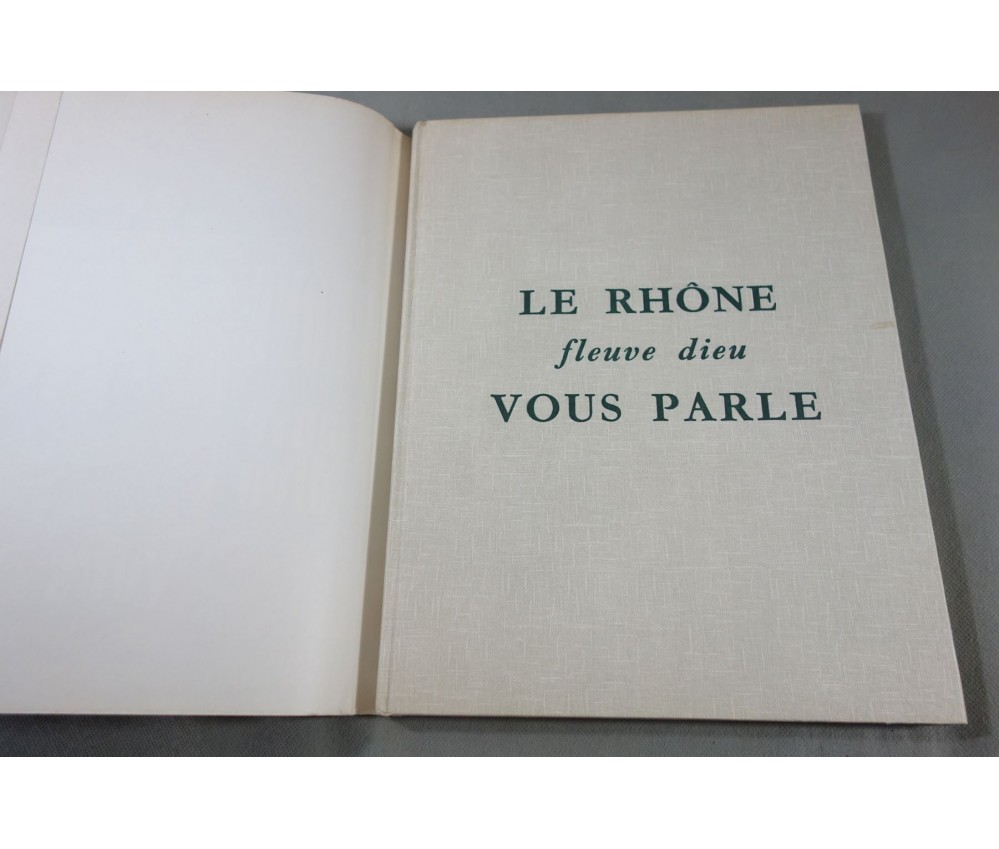 LE RHÔNE
fleuve dieu
VOUS PARLE